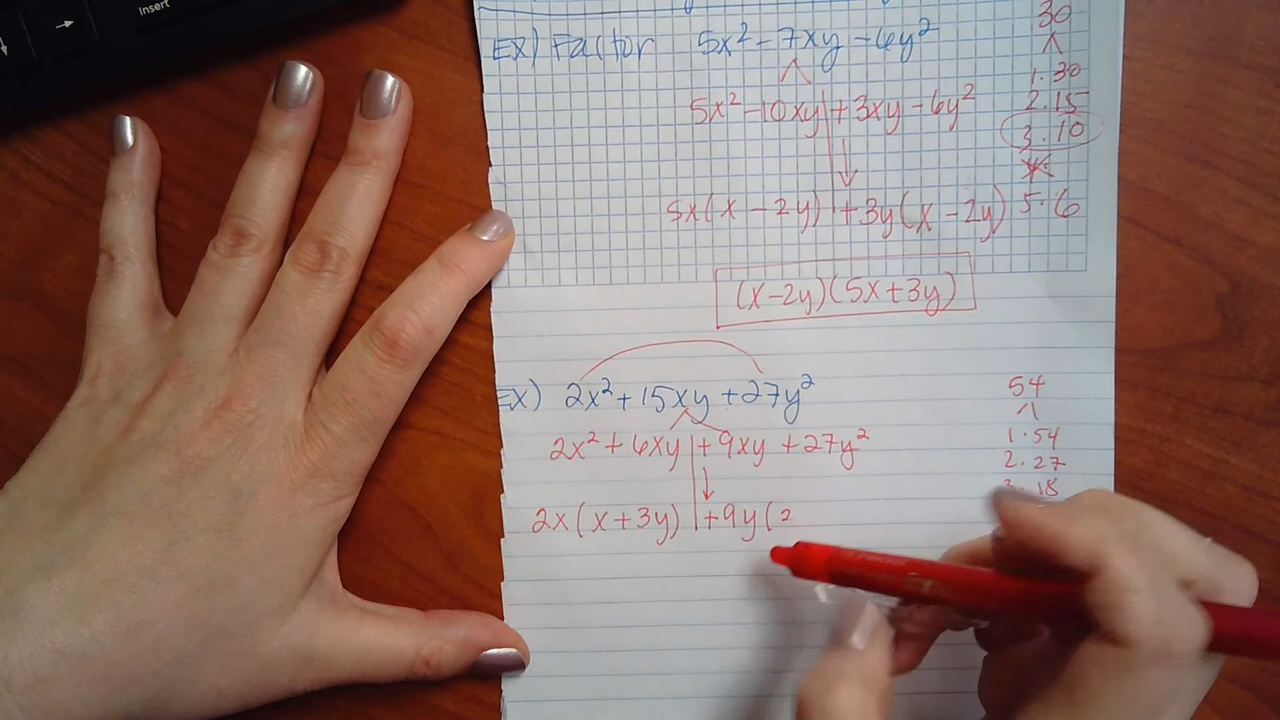 Insert
→
EX) Factor 5x² - 7xy - 6y²
5x² - 10xy | + 3xy - 6y²
5x(x - 2y) | + 3y(x - 2y)
(x - 2y)(5x + 3y)
30
1·30
2·15
3·10
5·6
EX) 2x² + 15xy + 27y²
2x² + 6xy | + 9xy + 27y²
2x(x + 3y) | + 9y(
54
1·54
2·27
3·18